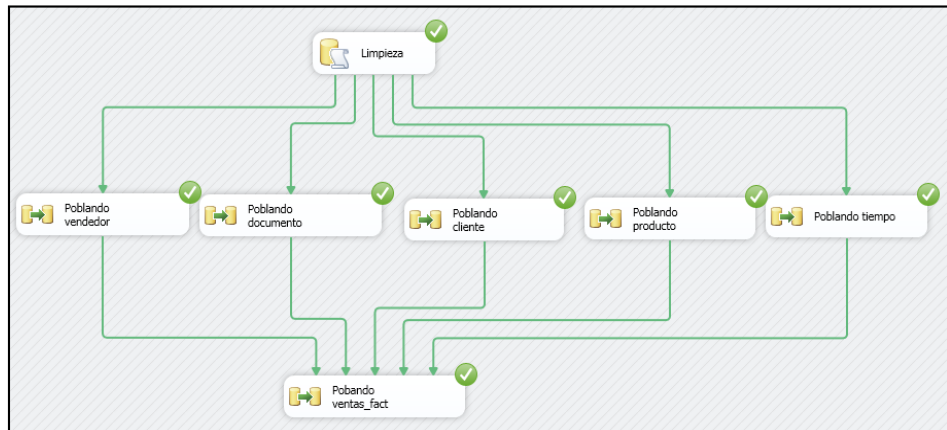 Limpieza
Poblando
vendedor
Poblando
documento
Poblando
cliente
Poblando
producto
Poblando tiempo
Pobando
ventas_fact